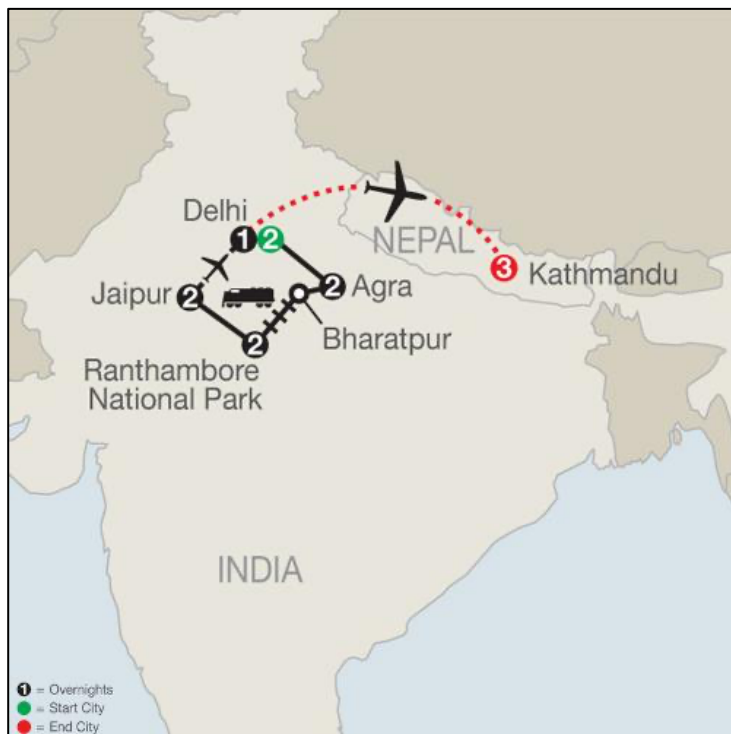 Delhi
1 2
NEPAL
3 Kathmandu
Jaipur
2
2 Agra
Bharatpur
2
Ranthambore
National Park
INDIA
1 = Overnights
= Start City
= End City